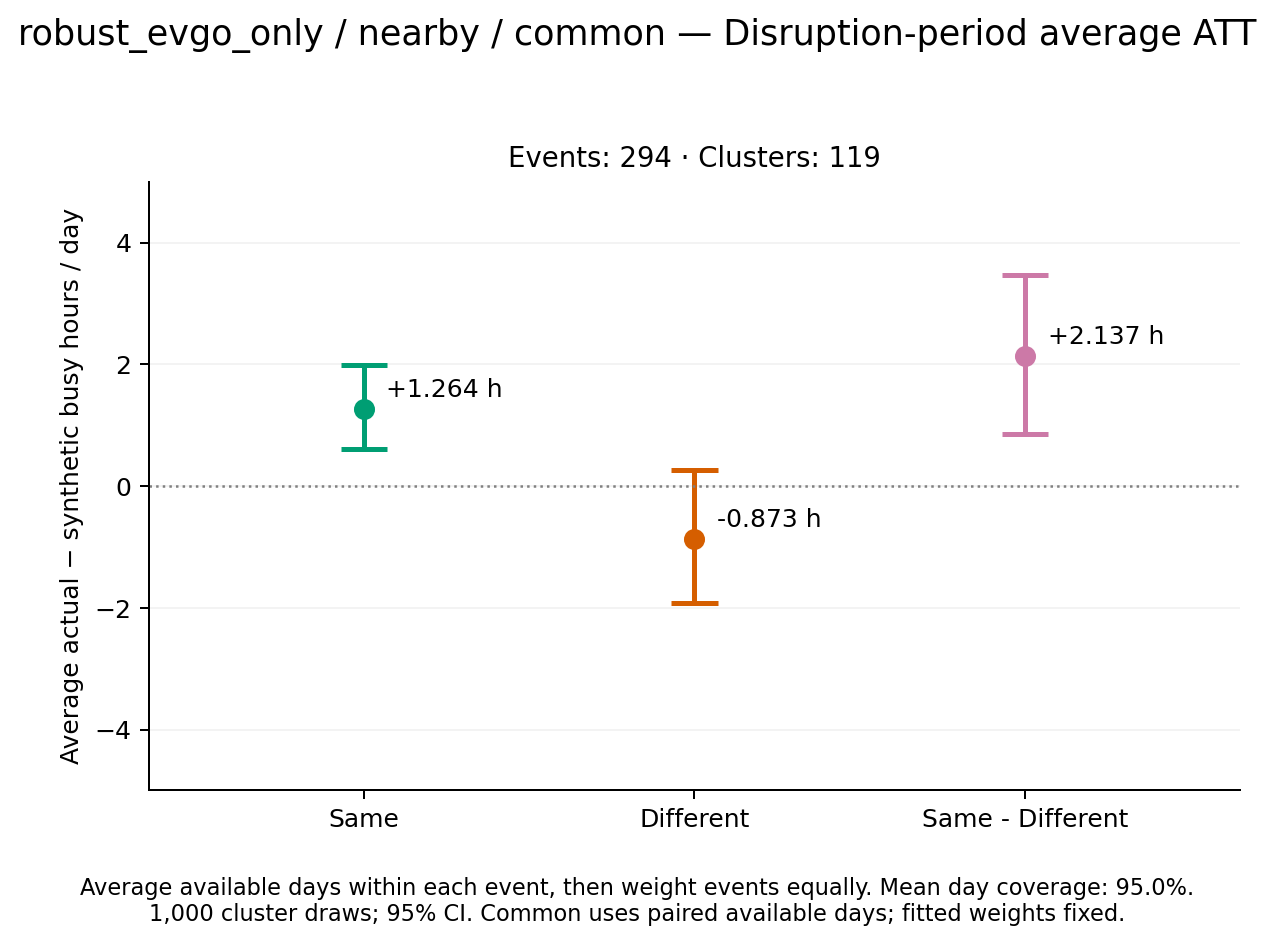 robust_evgo_only / nearby / common — Disruption-period average ATT
Events: 294 · Clusters: 119
Average actual − synthetic busy hours / day
4
2
0
−2
−4
+1.264 h
-0.873 h
+2.137 h
Same
Different
Same - Different
Average available days within each event, then weight events equally. Mean day coverage: 95.0%.
1,000 cluster draws; 95% CI. Common uses paired available days; fitted weights fixed.